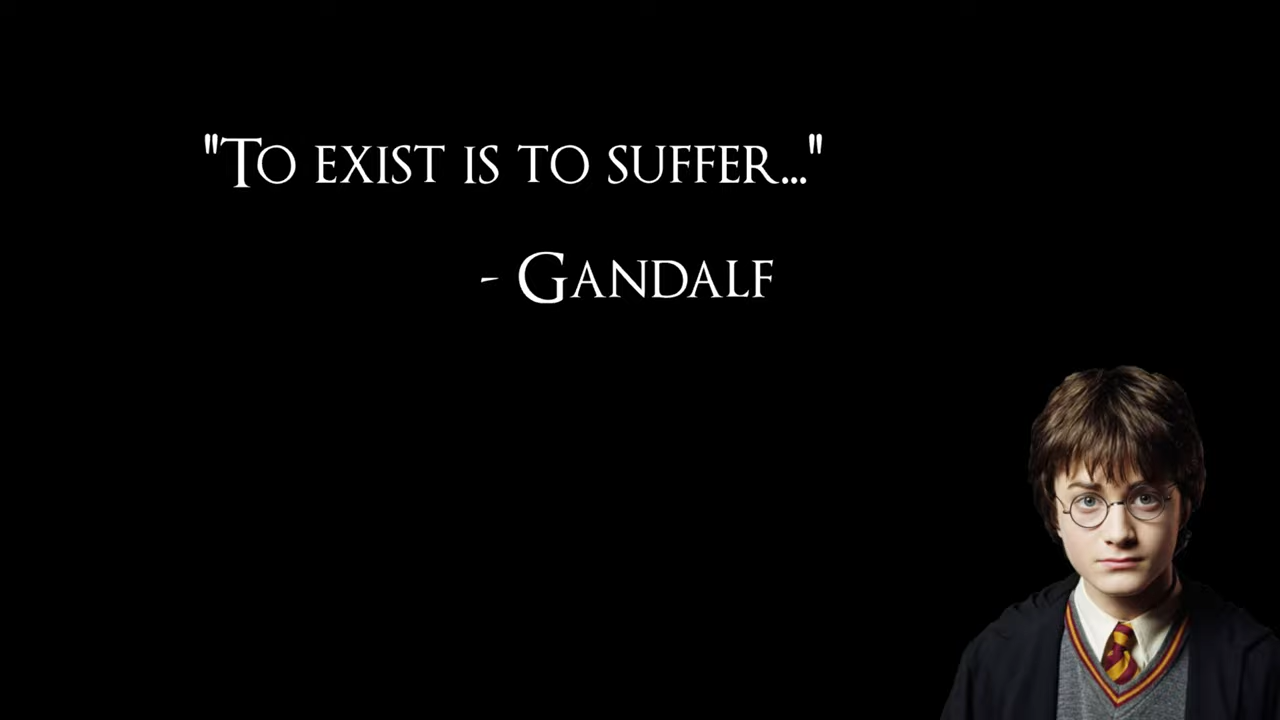 "To exist is to suffer..."
- Gandalf